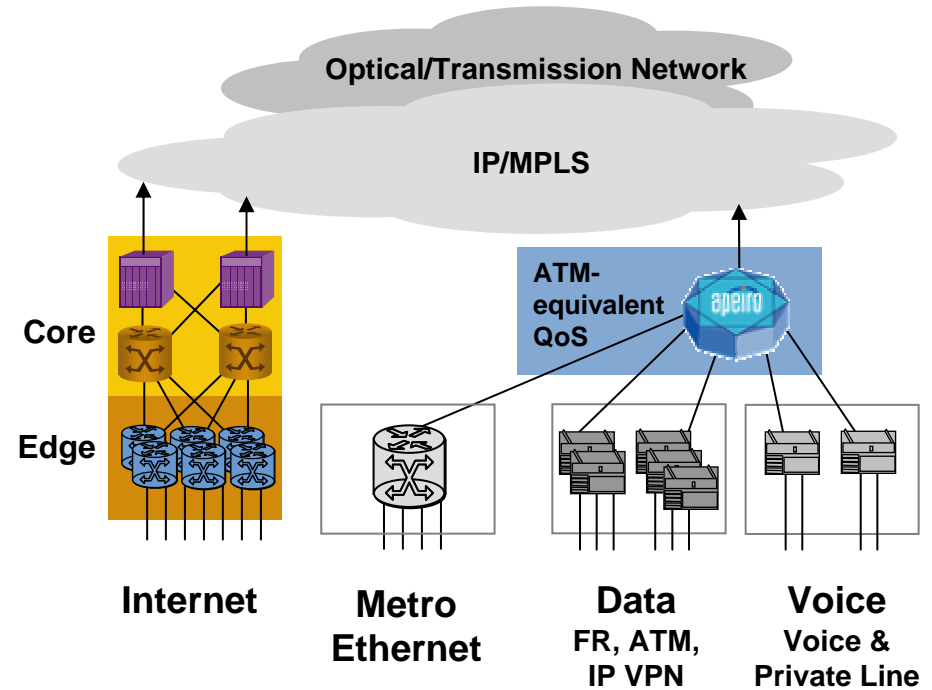 Optical/Transmission Network
IP/MPLS
ATM-
equivalent
QoS
apeiro
Core
Edge
Internet
Metro
Ethernet
Data
FR, ATM,
IP VPN
Voice
Voice &
Private Line